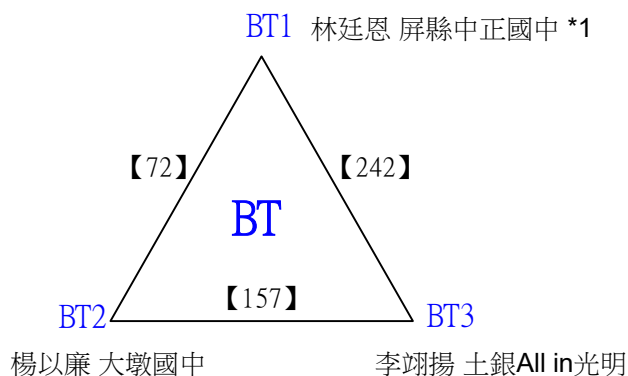 BT1 林廷恩 屏縣中正國中 *1
【72】 【242】
BT
【157】
BT2 BT3
楊以廉 大墩國中 李翊揚 土銀All in光明